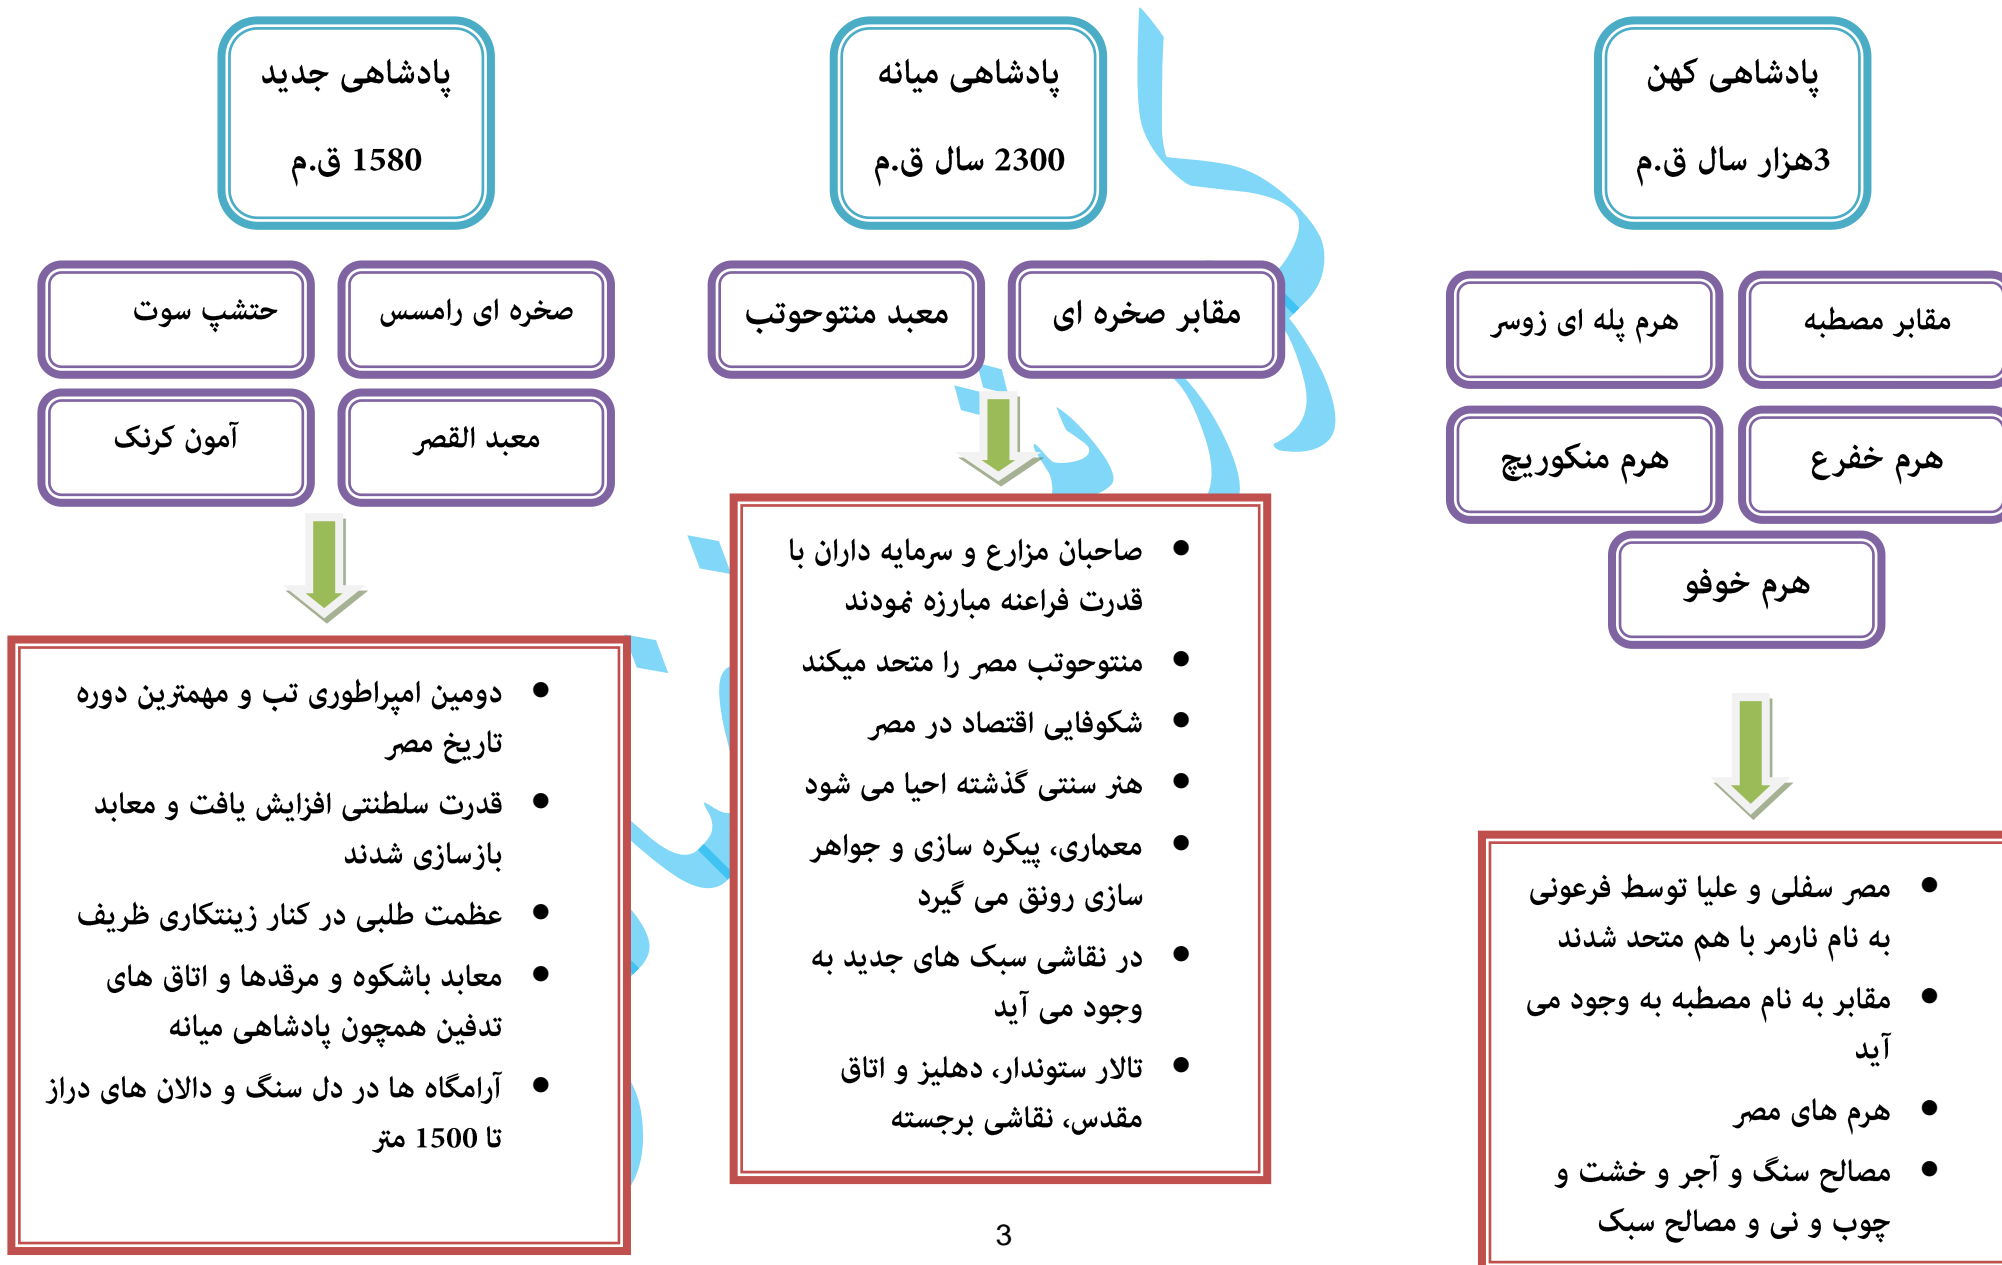 پادشاهی کهن
3هزار سال ق.م
مقابر مصطبه
هرم پله ای زوسر
هرم خفرع
هرم منکوریچ
هرم خوفو
● مصر سفلی و علیا توسط فرعونی
به نام نارمر با هم متحد شدند
● مقابر به نام مصطبه به وجود می
آید
● هرم های مصر
● مصالح سنگ و آجر و خشت و
چوب و نی و مصالح سبک
پادشاهی میانه
2300 سال ق.م
مقابر صخره ای
معبد منتوحوتب
● صاحبان مزارع و سرمایه داران با
قدرت فراعنه مبارزه نمودند
● منتوحوتب مصر را متحد میکند
● شکوفایی اقتصاد در مصر
● هنر سنتی گذشته احیا می شود
● معماری، پیکره سازی و جواهر
سازی رونق می گیرد
● در نقاشی سبک های جدید به
وجود می آید
● تالار ستوندار، دهلیز و اتاق
مقدس، نقاشی برجسته
پادشاهی جدید
1580 ق.م
صخره ای رامسس
حتشپ سوت
معبد القصر
آمون کرنک
● دومین امپراطوری تب و مهمترین دوره
تاریخ مصر
● قدرت سلطنتی افزایش یافت و معابد
بازسازی شدند
● عظمت طلبی در کنار زینتکاری ظریف
● معابد باشکوه و مرقدها و اتاق های
تدفین همچون پادشاهی میانه
● آرامگاه ها در دل سنگ و دالان های دراز
تا 1500 متر
3